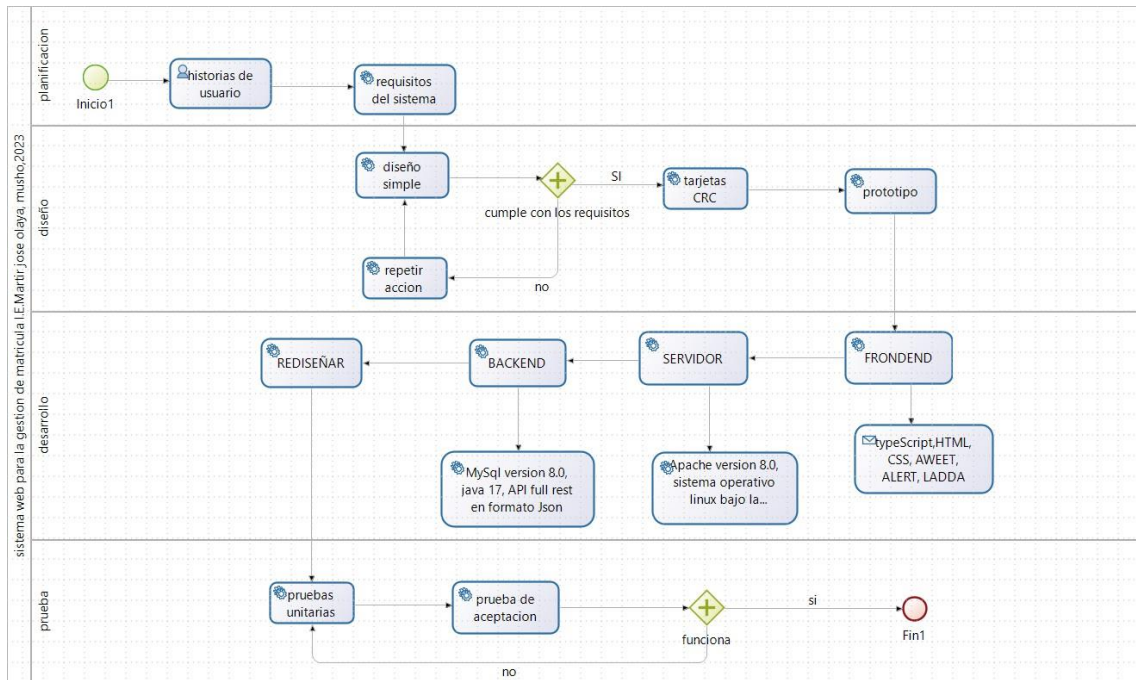 sistema web para la gestion de matricula I.E.Martir jose olaya, musho,2023
planificacion
Inicio1
historias de
usuario
requisitos
del sistema
diseño
diseño
simple
cumple con los requisitos
SI
tarjetas
CRC
prototipo
repetir
accion
no
desarrollo
REDISEÑAR
BACKEND
SERVIDOR
FRONDEND
MySql version 8.0,
java 17, API full rest
en formato Json
Apache version 8.0,
sistema operativo
linux bajo la...
typeScript,HTML,
CSS, AWEET,
ALERT, LADDA
prueba
pruebas
unitarias
prueba de
aceptacion
funciona
si
Fin1
no